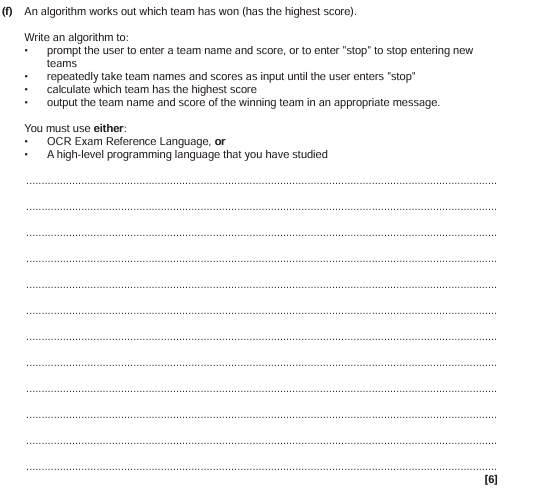 (f) An algorithm works out which team has won (has the highest score).
Write an algorithm to:
• prompt the user to enter a team name and score, or to enter "stop" to stop entering new
teams
• repeatedly take team names and scores as input until the user enters "stop"
• calculate which team has the highest score
• output the team name and score of the winning team in an appropriate message.
You must use either:
• OCR Exam Reference Language, or
• A high-level programming language that you have studied
[6]